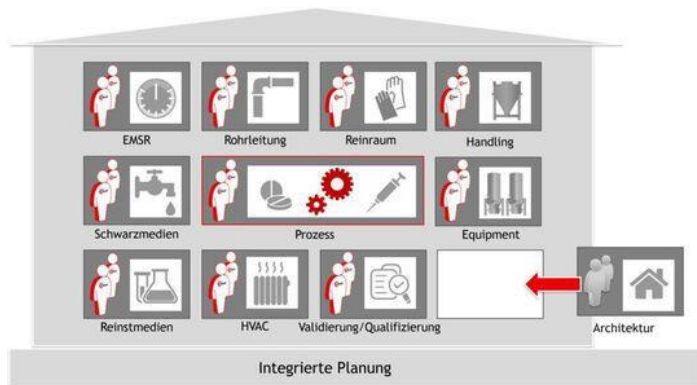 EMSR
Rohrleitung
Reinraum
Handling
Schwarzmedien
Prozess
Equipment
Reinstmedien
HVAC
Validierung/Qualifizierung
Architektur
Integrierte Planung